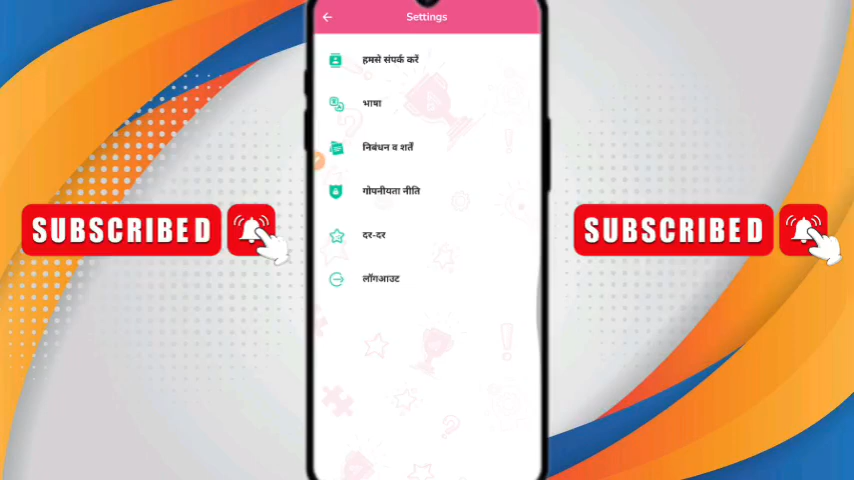 Settings
हमसे संपर्क करें
भाषा
निबंधन व शर्तें
गोपनीयता नीति
दर-दर
लॉगआउट
SUBSCRIBED
SUBSCRIBED